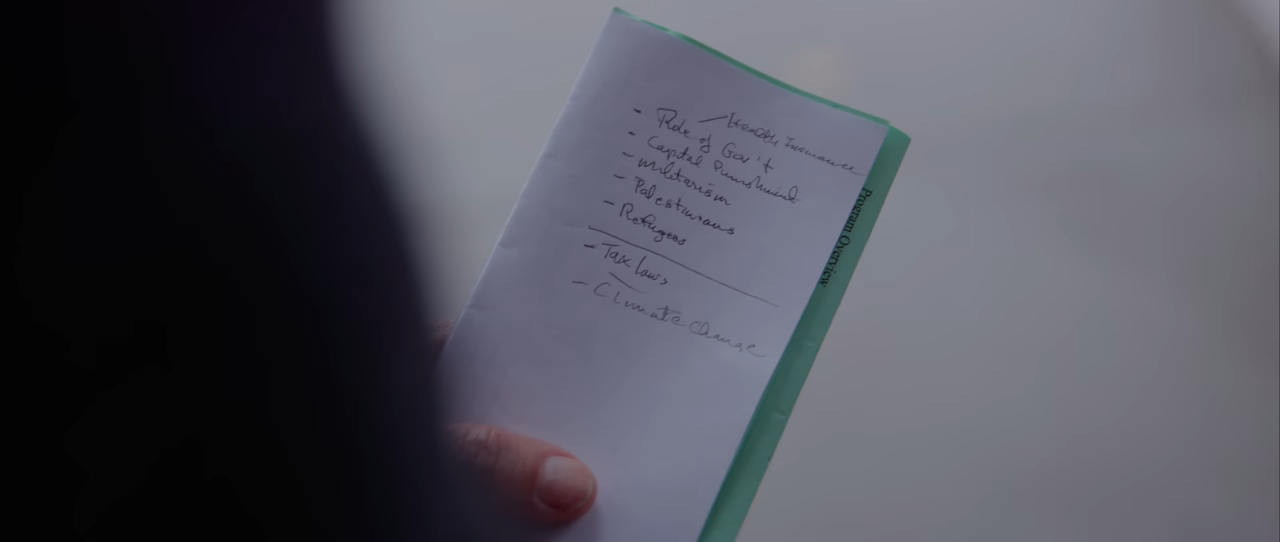 - Role of Gov't / Health Insurance
- Capital Punishment
- militarism
- Palestinians
- Refugees
- Tax laws
- Climate Change
Program Overview